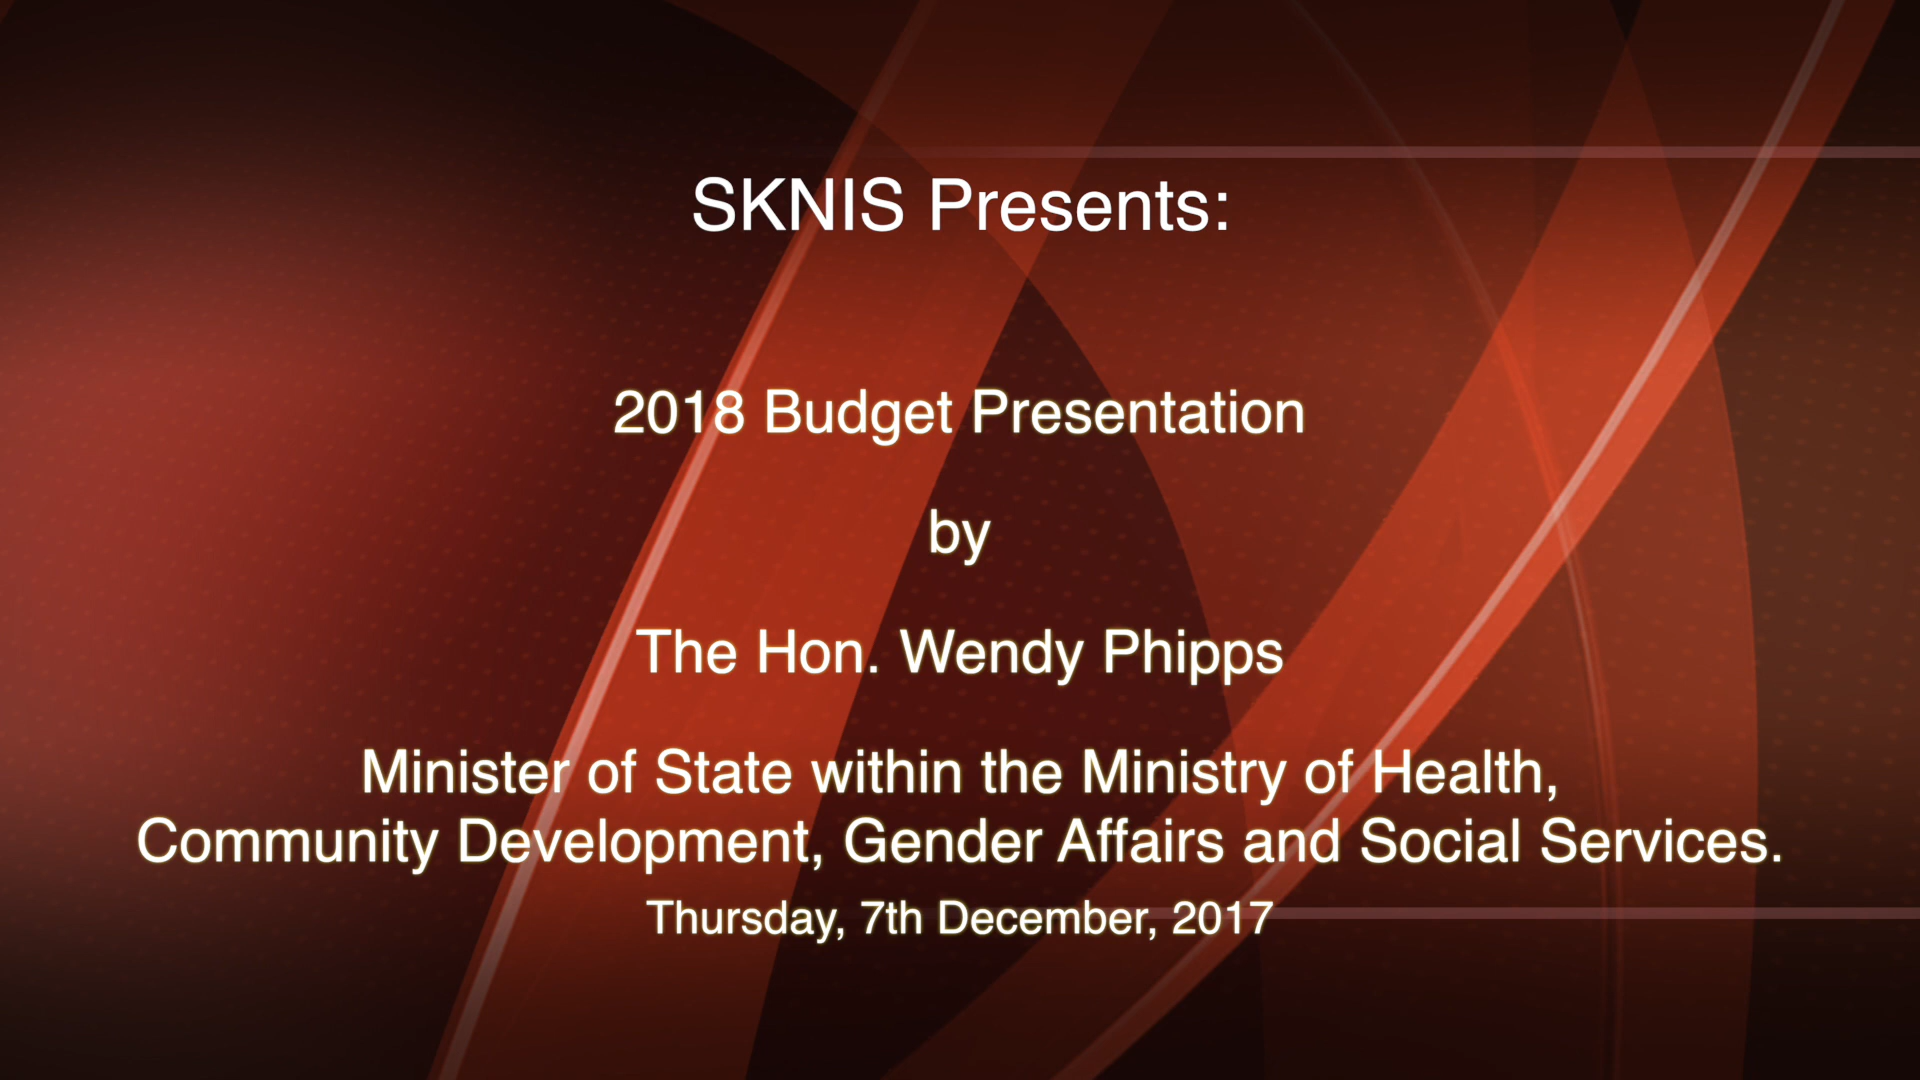 SKNIS Presents:
2018 Budget Presentation
by
The Hon. Wendy Phipps
Minister of State within the Ministry of Health,
Community Development, Gender Affairs and Social Services.
Thursday, 7th December, 2017